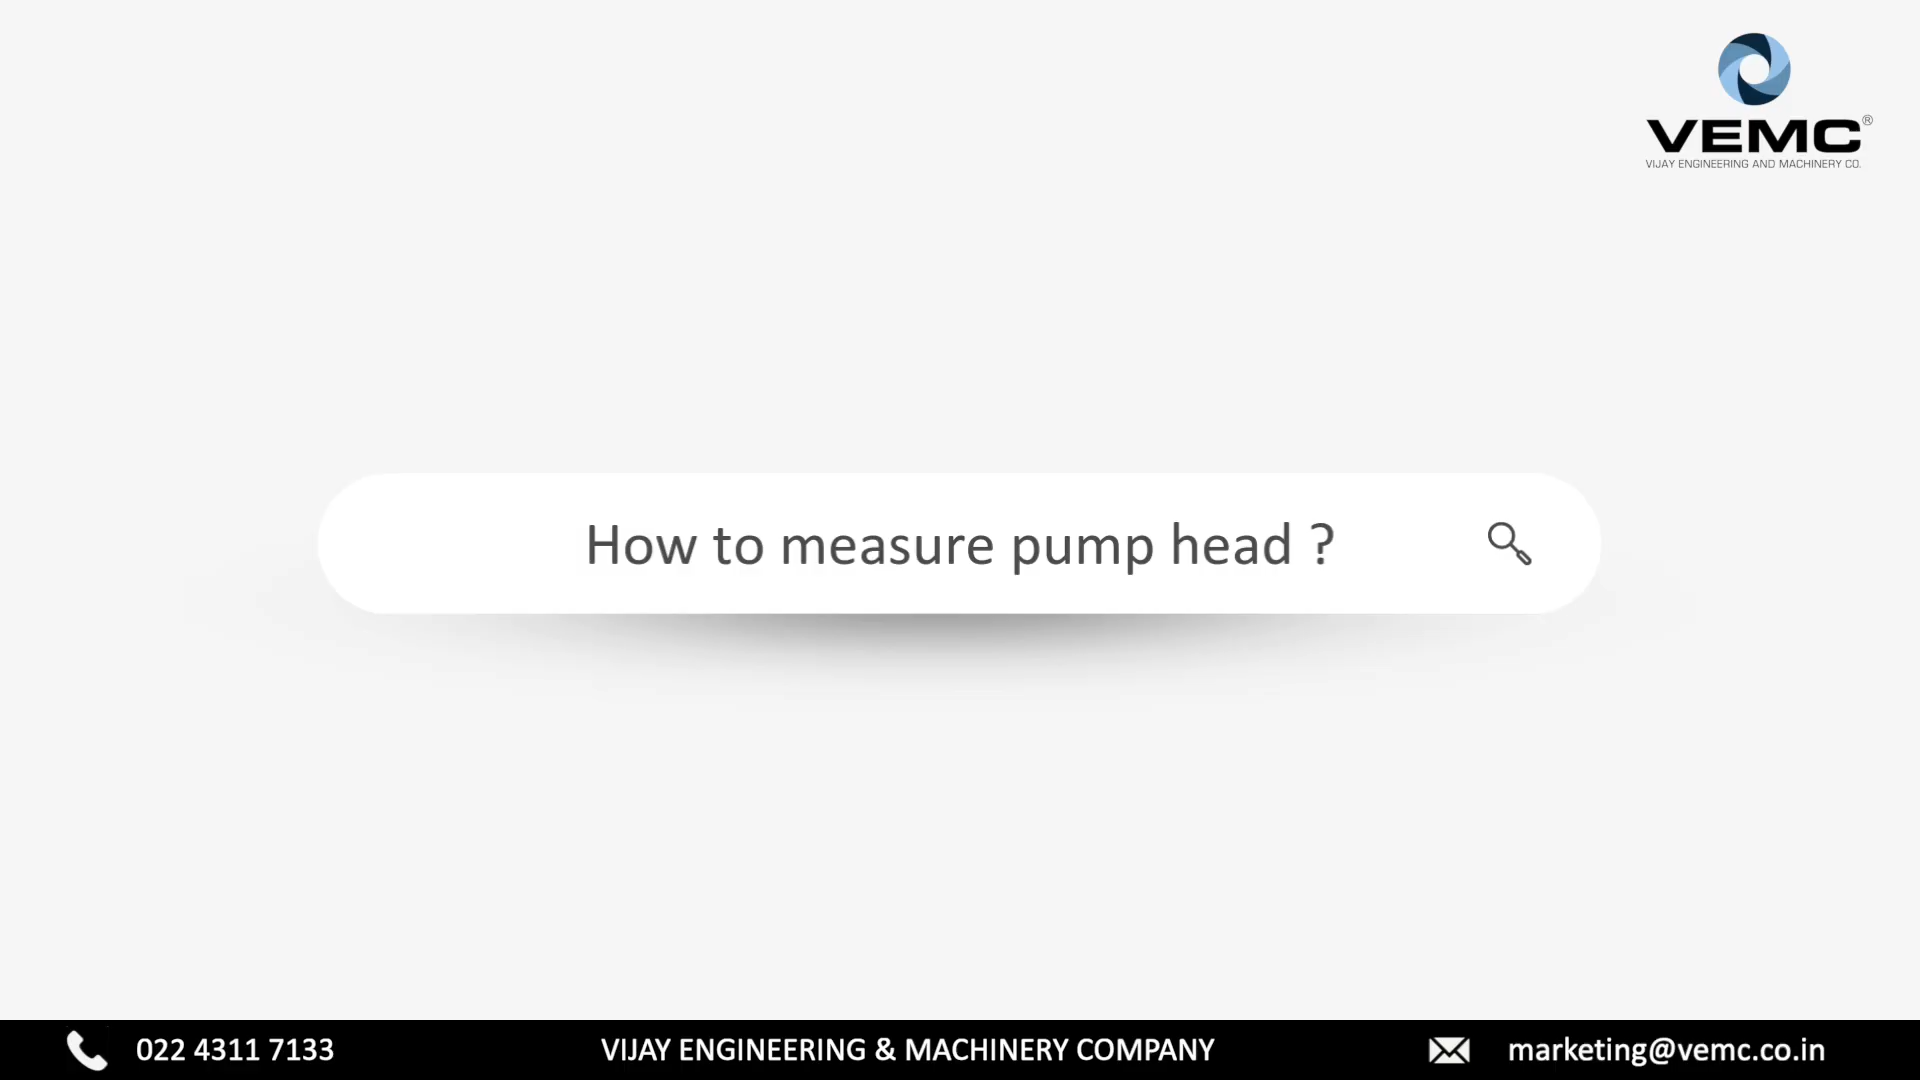 VEMC®
VIJAY ENGINEERING AND MACHINERY CO.
How to measure pump head ?
022 4311 7133
VIJAY ENGINEERING & MACHINERY COMPANY
marketing@vemc.co.in